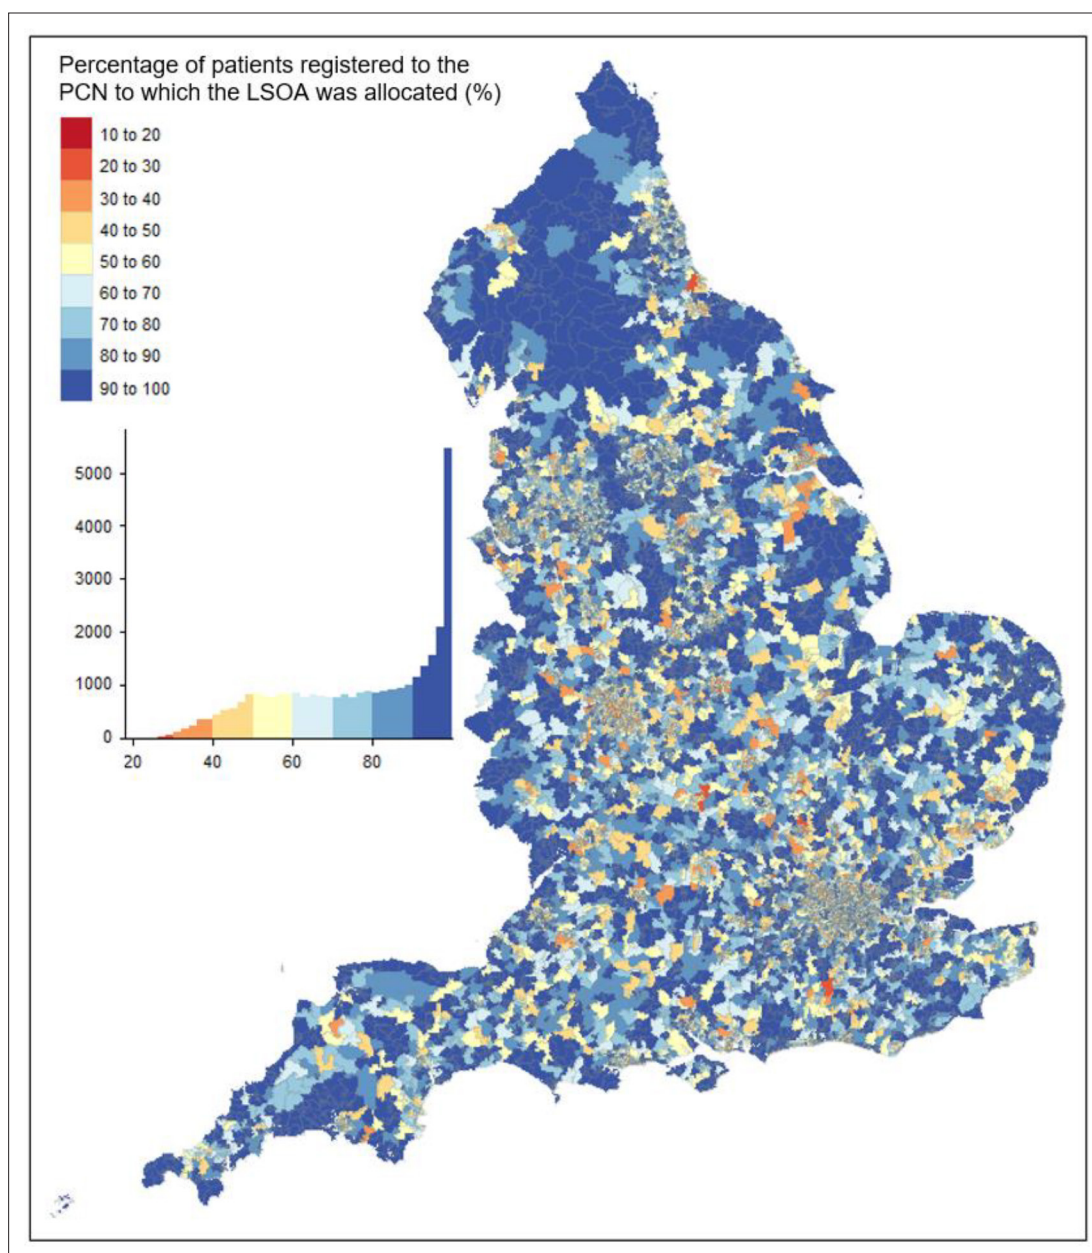 Percentage of patients registered to the
PCN to which the LSOA was allocated (%)
10 to 20
20 to 30
30 to 40
40 to 50
50 to 60
60 to 70
70 to 80
80 to 90
90 to 100
5000
4000
3000
2000
1000
0
20 40 60 80